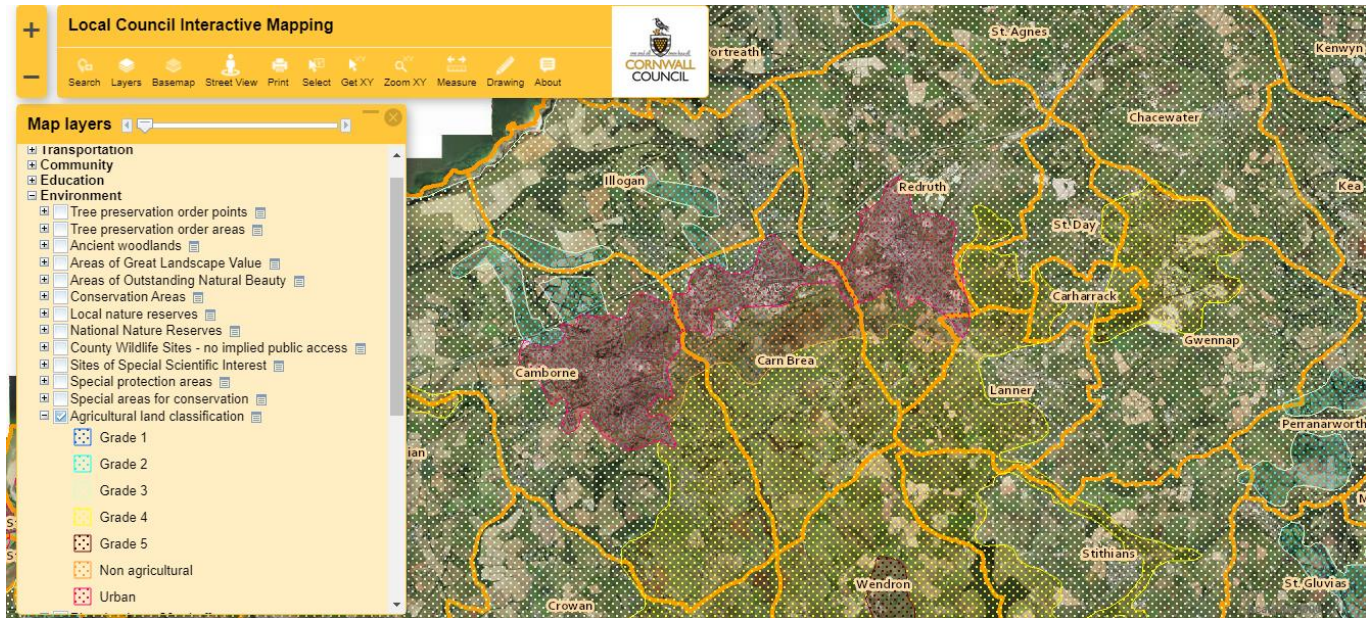 +
−
Local Council Interactive Mapping
Search Layers Basemap Street View Print Select Get XY Zoom XY Measure Drawing About
CORNWALL
COUNCIL
Map layers
Transportation
Community
Education
Environment
Tree preservation order points
Tree preservation order areas
Ancient woodlands
Areas of Great Landscape Value
Areas of Outstanding Natural Beauty
Conservation Areas
Local nature reserves
National Nature Reserves
County Wildlife Sites - no implied public access
Sites of Special Scientific Interest
Special protection areas
Special areas for conservation
Agricultural land classification
Grade 1
Grade 2
Grade 3
Grade 4
Grade 5
Non agricultural
Urban
ortreath
St. Agnes
Kenwyn
Chacewater
Illogan
Redruth
Kea
St. Day
Carharrack
Gwennap
Carn Brea
Camborne
Lanner
Perranarworth
ian
Stithians
Wendron
St. Gluvias
Crowan